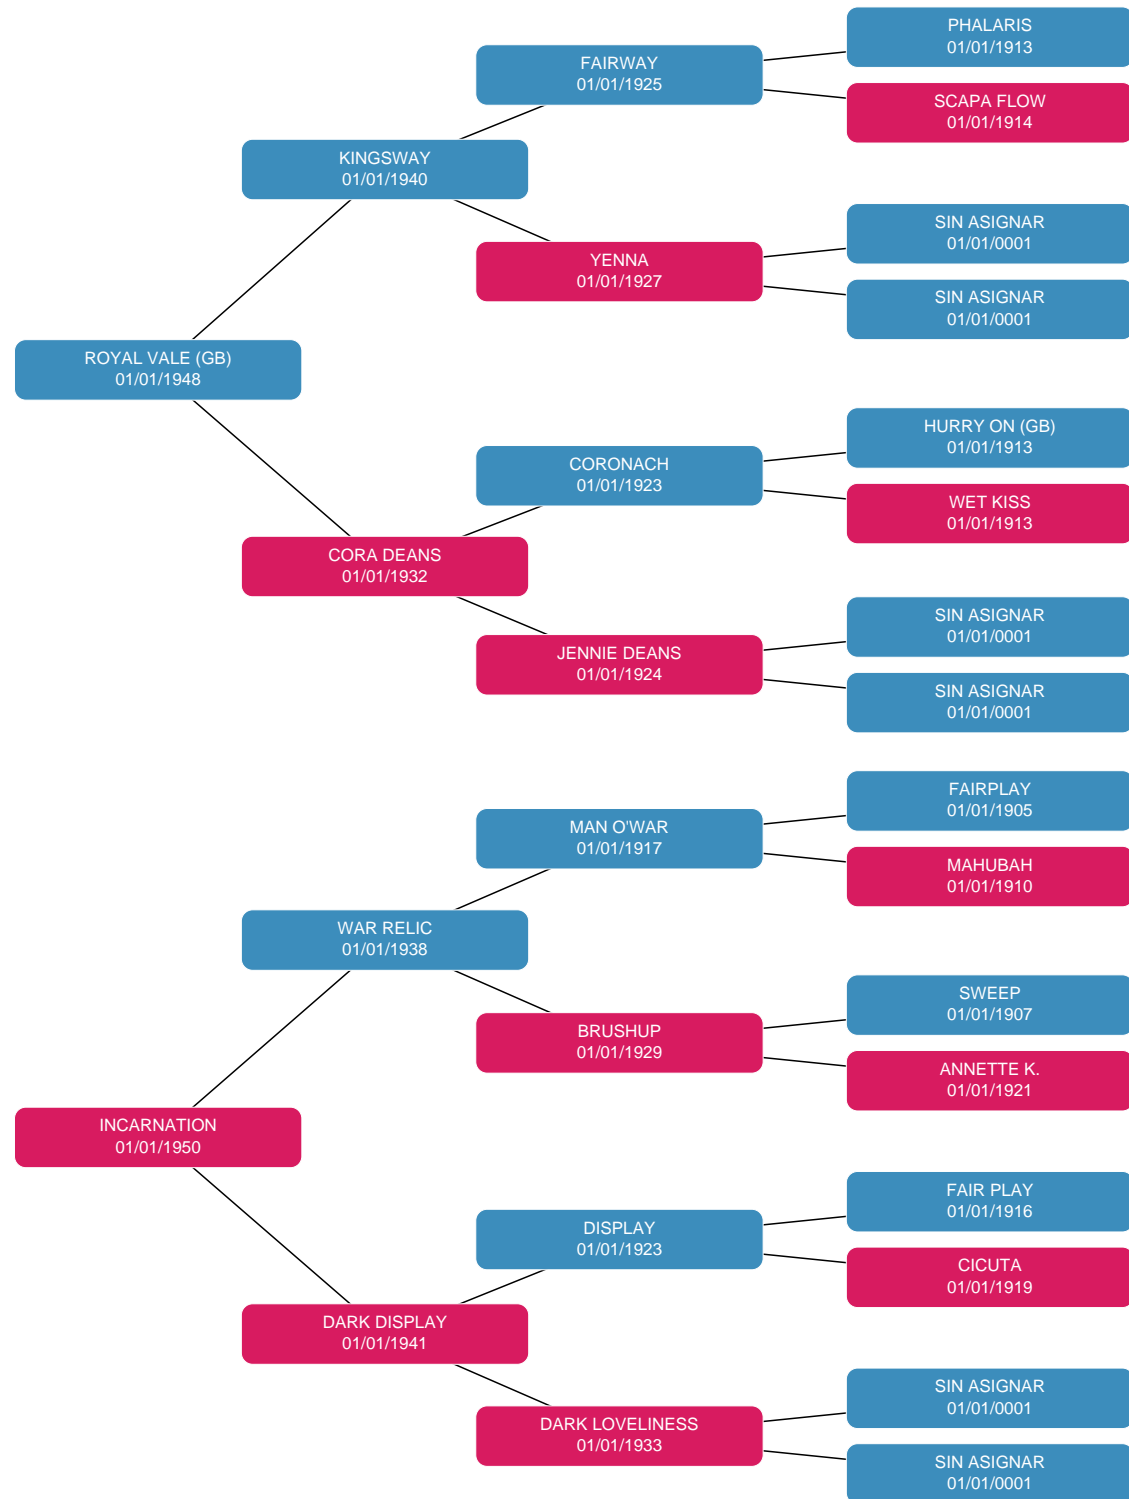 PHALARIS
01/01/1913
FAIRWAY
01/01/1925
SCAPA FLOW
01/01/1914
KINGSWAY
01/01/1940
SIN ASIGNAR
01/01/0001
YENNA
01/01/1927
SIN ASIGNAR
01/01/0001
ROYAL VALE (GB)
01/01/1948
HURRY ON (GB)
01/01/1913
CORONACH
01/01/1923
WET KISS
01/01/1913
CORA DEANS
01/01/1932
SIN ASIGNAR
01/01/0001
JENNIE DEANS
01/01/1924
SIN ASIGNAR
01/01/0001
FAIRPLAY
01/01/1905
MAN O'WAR
01/01/1917
MAHUBAH
01/01/1910
WAR RELIC
01/01/1938
SWEEP
01/01/1907
BRUSHUP
01/01/1929
ANNETTE K.
01/01/1921
INCARNATION
01/01/1950
FAIR PLAY
01/01/1916
DISPLAY
01/01/1923
CICUTA
01/01/1919
DARK DISPLAY
01/01/1941
SIN ASIGNAR
01/01/0001
DARK LOVELINESS
01/01/1933
SIN ASIGNAR
01/01/0001